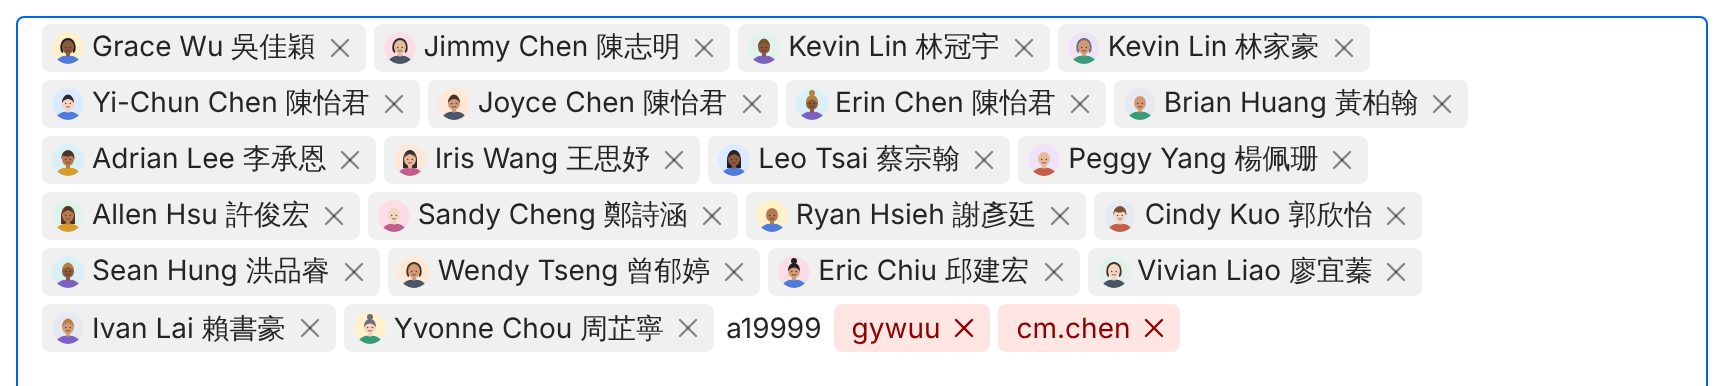 Grace Wu 吳佳穎 Jimmy Chen 陳志明 Kevin Lin 林冠宇 Kevin Lin 林家豪
Yi-Chun Chen 陳怡君 Joyce Chen 陳怡君 Erin Chen 陳怡君 Brian Huang 黃柏翰
Adrian Lee 李承恩 Iris Wang 王思妤 Leo Tsai 蔡宗翰 Peggy Yang 楊佩珊
Allen Hsu 許俊宏 Sandy Cheng 鄭詩涵 Ryan Hsieh 謝彥廷 Cindy Kuo 郭欣怡
Sean Hung 洪品睿 Wendy Tseng 曾郁婷 Eric Chiu 邱建宏 Vivian Liao 廖宜蓁
Ivan Lai 賴書豪 Yvonne Chou 周芷寧 a19999 gywuu cm.chen